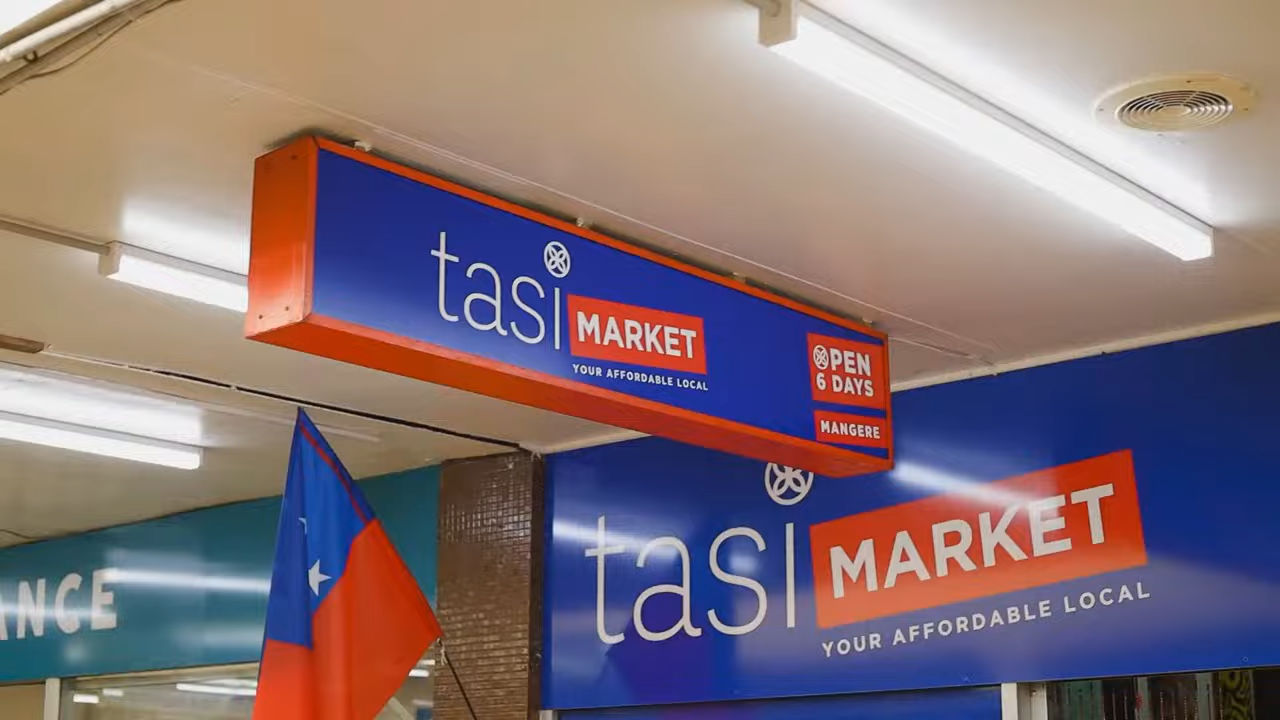 tasi MARKET
YOUR AFFORDABLE LOCAL
OPEN
6 DAYS
MANGERE
tasi MARKET
YOUR AFFORDABLE LOCAL
ANCE